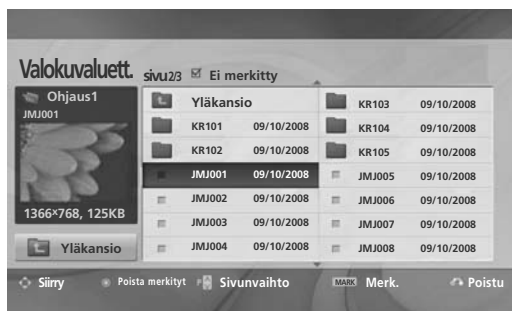 Valokuvaluett. sivu2/3 Ei merkitty
Ohjaus1
JMJ001
1366×768, 125KB
Yläkansio
Yläkansio
KR101 09/10/2008
KR102 09/10/2008
JMJ001 09/10/2008
JMJ002 09/10/2008
JMJ003 09/10/2008
JMJ004 09/10/2008
KR103 09/10/2008
KR104 09/10/2008
KR105 09/10/2008
JMJ005 09/10/2008
JMJ006 09/10/2008
JMJ007 09/10/2008
JMJ008 09/10/2008
Siirry Poista merkityt Sivunvaihto MARK Merk. Poistu